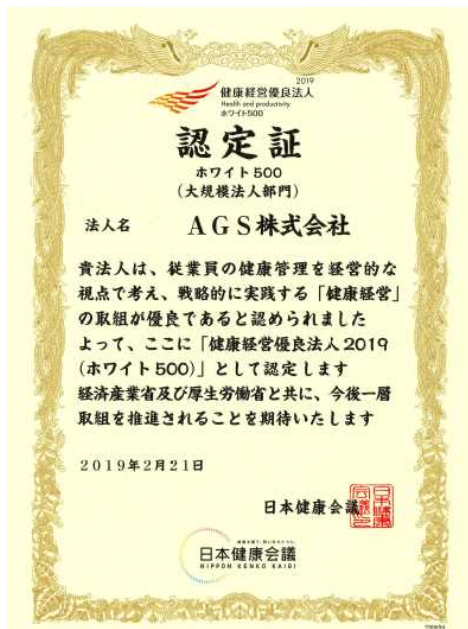 2019
健康経営優良法人
Health and productivity
ホワイト500
認定証
ホワイト500
(大規模法人部門)
法人名 AGS株式会社
貴法人は、従業員の健康管理を経営的な
視点で考え、戦略的に実践する「健康経営」
の取組が優良であると認められました
よって、ここに「健康経営優良法人2019
(ホワイト500)」として認定します
経済産業省及び厚生労働省と共に、今後一層
取組を推進されることを期待いたします
2019年2月21日
日本健康会議
日本健康会議
NIPPON KENKO KAIGI